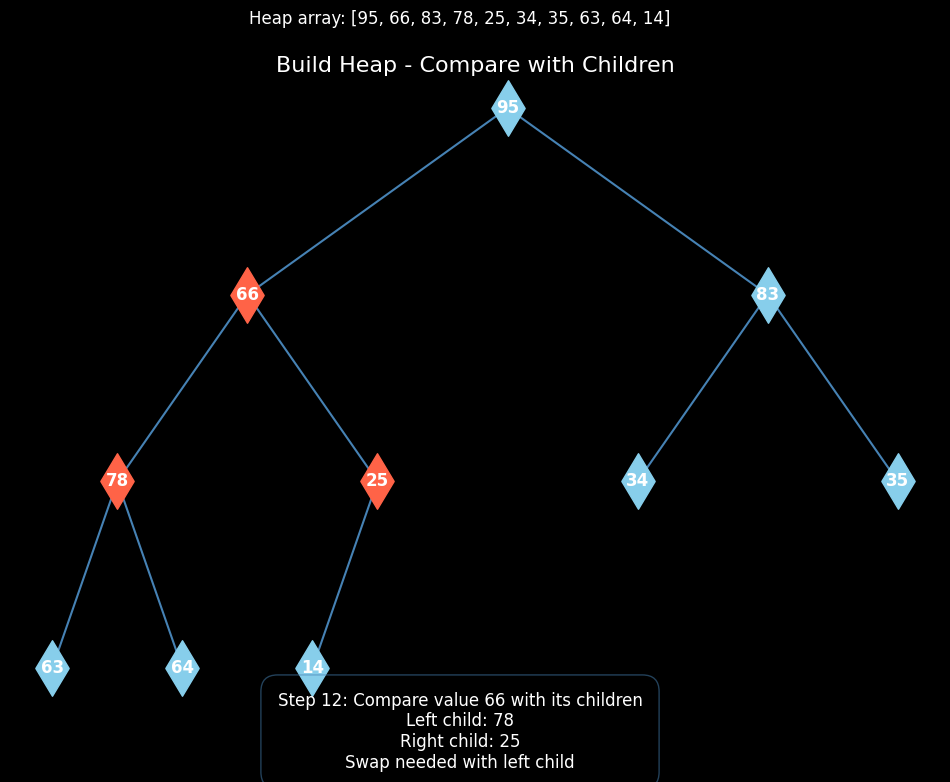 Heap array: [95, 66, 83, 78, 25, 34, 35, 63, 64, 14]
Build Heap - Compare with Children
95
66
83
78
25
34
35
63
64
14
Step 12: Compare value 66 with its children
Left child: 78
Right child: 25
Swap needed with left child